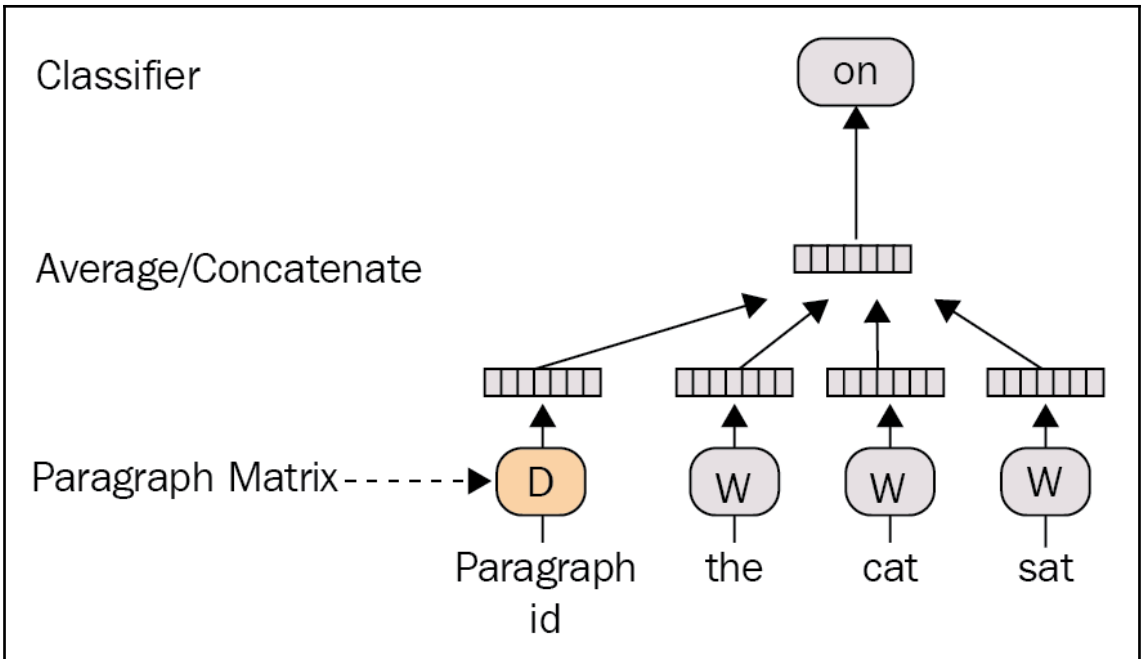 Classifier
on
Average/Concatenate
Paragraph Matrix
D
W
W
W
Paragraph
id
the
cat
sat